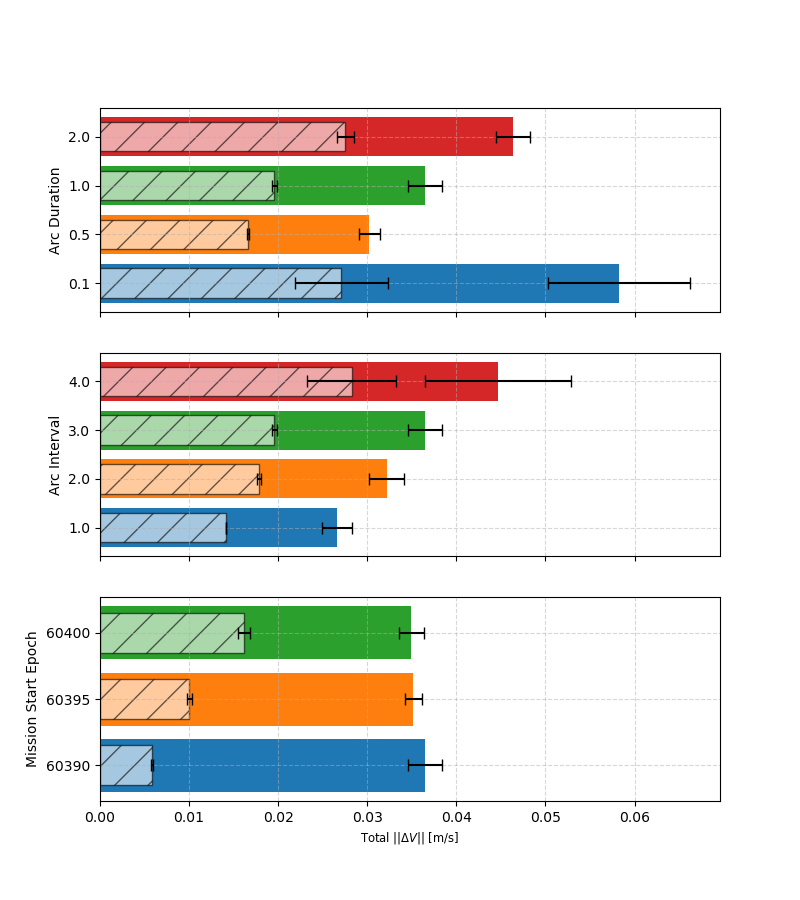 Arc Duration
2.0
1.0
0.5
0.1
Arc Interval
4.0
3.0
2.0
1.0
Mission Start Epoch
60400
60395
60390
0.00 0.01 0.02 0.03 0.04 0.05 0.06
Total ||ΔV|| [m/s]